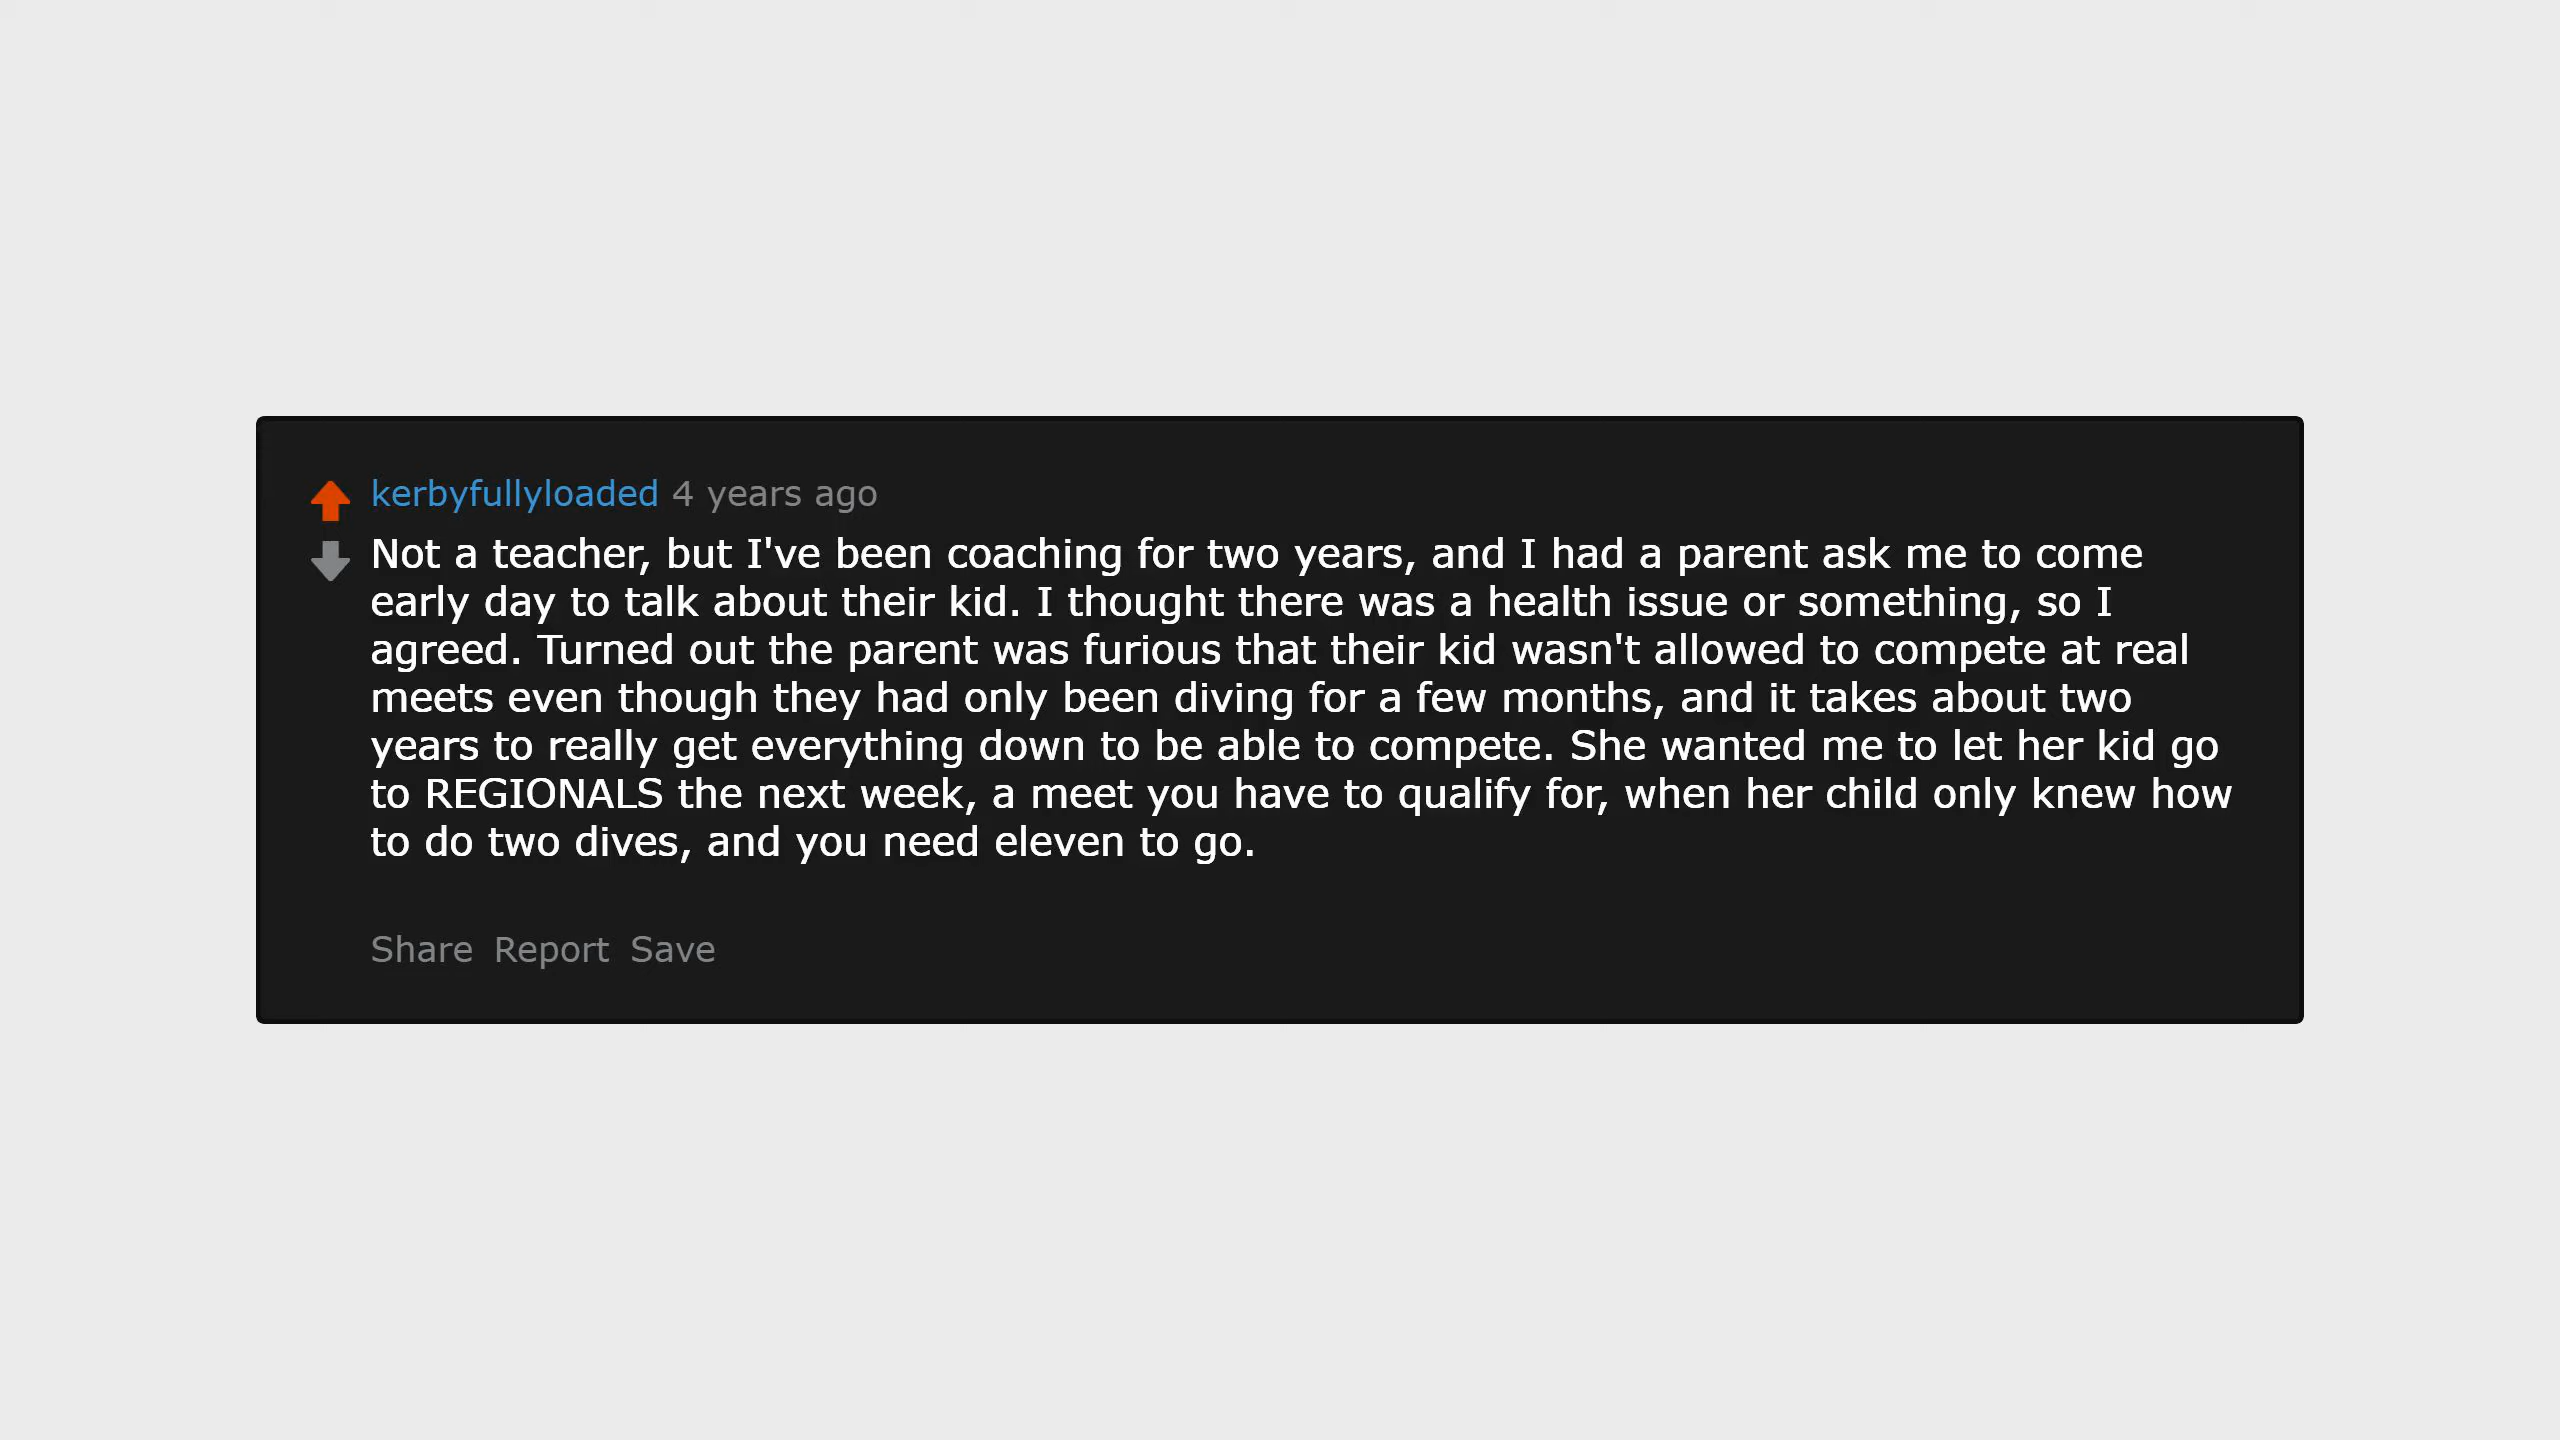 kerbyfullyloaded 4 years ago
Not a teacher, but I've been coaching for two years, and I had a parent ask me to come
early day to talk about their kid. I thought there was a health issue or something, so I
agreed. Turned out the parent was furious that their kid wasn't allowed to compete at real
meets even though they had only been diving for a few months, and it takes about two
years to really get everything down to be able to compete. She wanted me to let her kid go
to REGIONALS the next week, a meet you have to qualify for, when her child only knew how
to do two dives, and you need eleven to go.
Share Report Save